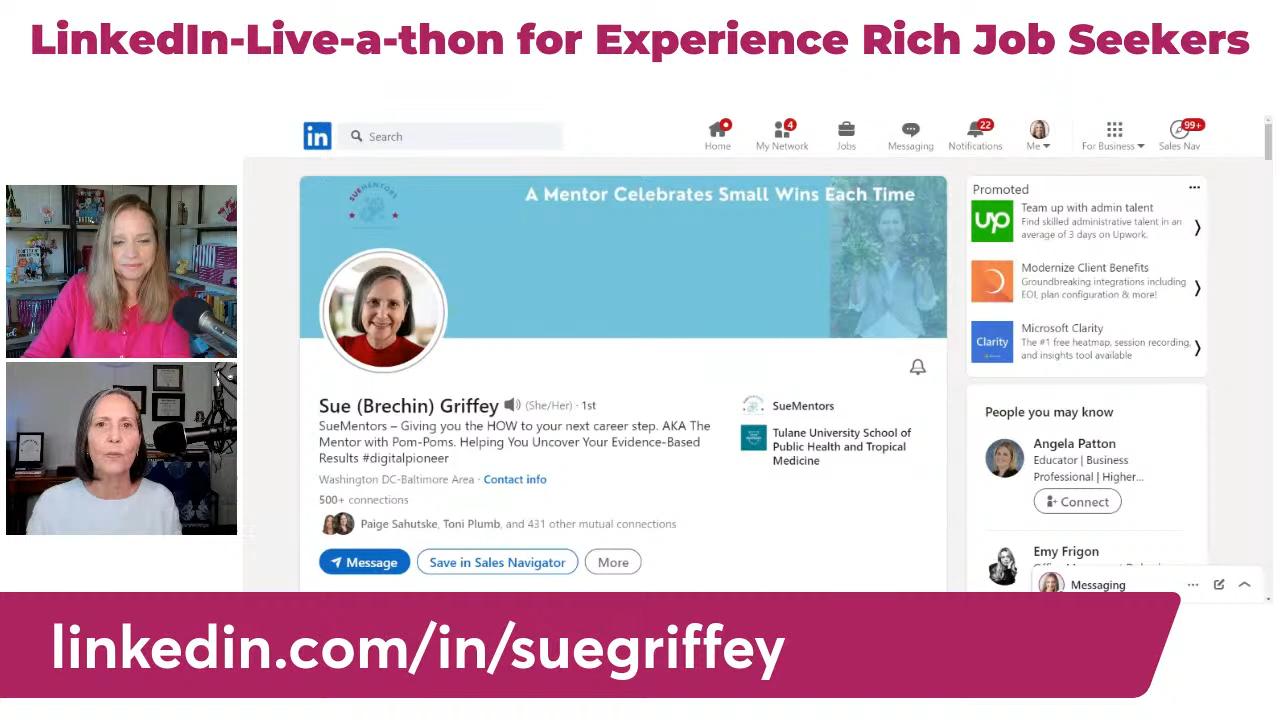 LinkedIn-Live-a-thon for Experience Rich Job Seekers
in
Search
Home
4
My Network
Jobs
Messaging
22
Notifications
Me
For Business
99+
Sales Nav
SUEMENTORS
A Mentor Celebrates Small Wins Each Time
Sue (Brechin) Griffey (She/Her) · 1st
SueMentors – Giving you the HOW to your next career step. AKA The
Mentor with Pom-Poms. Helping You Uncover Your Evidence-Based
Results #digitalpioneer
Washington DC-Baltimore Area · Contact info
500+ connections
Paige Sahutske, Toni Plumb, and 431 other mutual connections
Message
Save in Sales Navigator
More
SueMentors
Tulane University School of
Public Health and Tropical
Medicine
Promoted
up
Team up with admin talent
Find skilled administrative talent in an
average of 3 days on Upwork.
Modernize Client Benefits
Groundbreaking integrations including
EOI, plan configuration & more!
Clarity
Microsoft Clarity
The #1 free heatmap, session recording,
and insights tool available
People you may know
Angela Patton
Educator | Business
Professional | Higher...
Connect
Emy Frigon
Messaging
linkedin.com/in/suegriffey